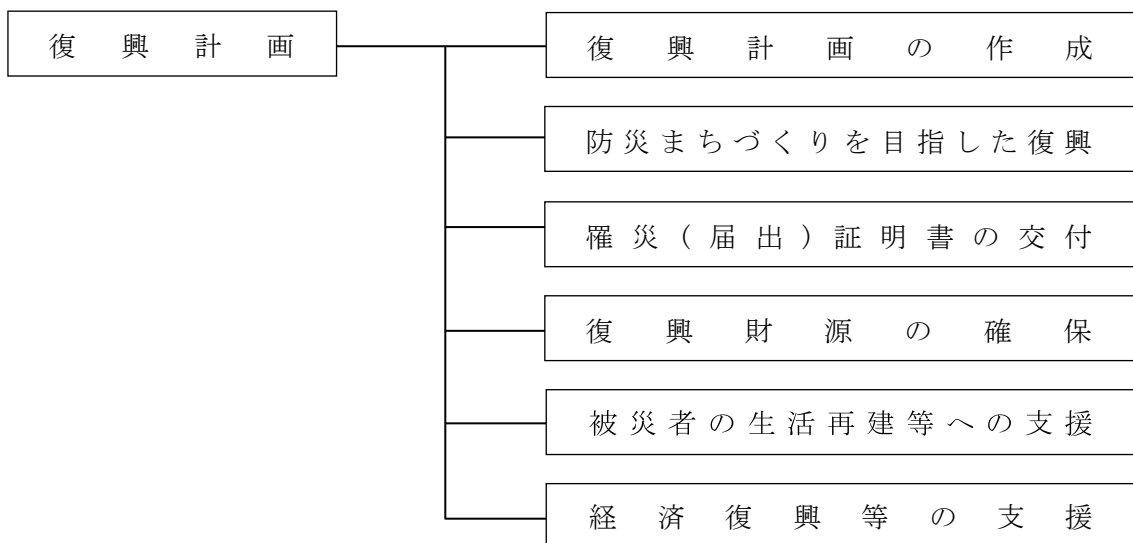 復興計画
復興計画の作成
防災まちづくりを目指した復興
罹災(届出)証明書の交付
復興財源の確保
被災者の生活再建等への支援
経済復興等の支援